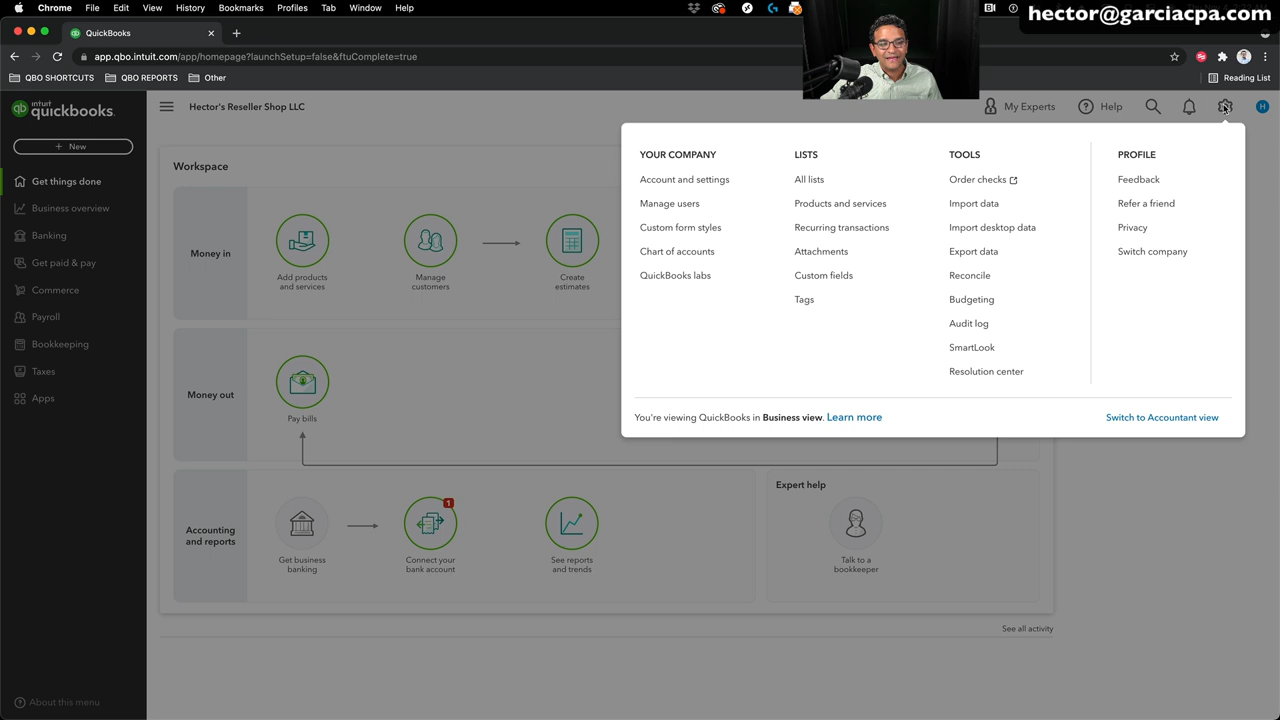 Chrome File Edit View History Bookmarks Profiles Tab Window Help
hector@garciacpa.com
QuickBooks
app.qbo.intuit.com/app/homepage?launchSetup=false&ftuComplete=true
QBO SHORTCUTS QBO REPORTS Other
Reading List
intuit quickbooks.
Hector's Reseller Shop LLC
My Experts Help
H
+ New
Get things done
Business overview
Banking
Get paid & pay
Commerce
Payroll
Bookkeeping
Taxes
Apps
About this menu
Workspace
Money in
Add products and services
Manage customers
Create estimates
Money out
Pay bills
Accounting and reports
Get business banking
1
Connect your bank account
See reports and trends
Expert help
Talk to a bookkeeper
See all activity
YOUR COMPANY
Account and settings
Manage users
Custom form styles
Chart of accounts
QuickBooks labs
LISTS
All lists
Products and services
Recurring transactions
Attachments
Custom fields
Tags
TOOLS
Order checks
Import data
Import desktop data
Export data
Reconcile
Budgeting
Audit log
SmartLook
Resolution center
PROFILE
Feedback
Refer a friend
Privacy
Switch company
You're viewing QuickBooks in Business view. Learn more
Switch to Accountant view